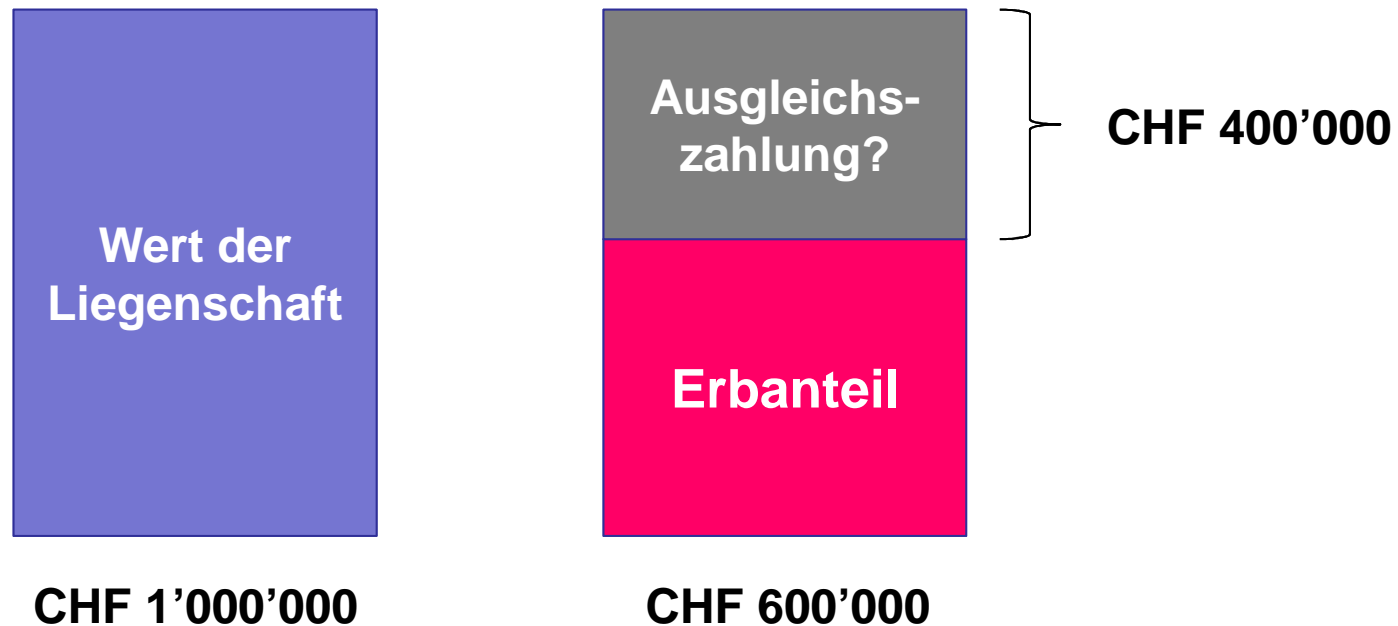 Wert der
Liegenschaft
CHF 1’000’000
Ausgleichs-
zahlung?
Erbanteil
CHF 600’000
CHF 400’000